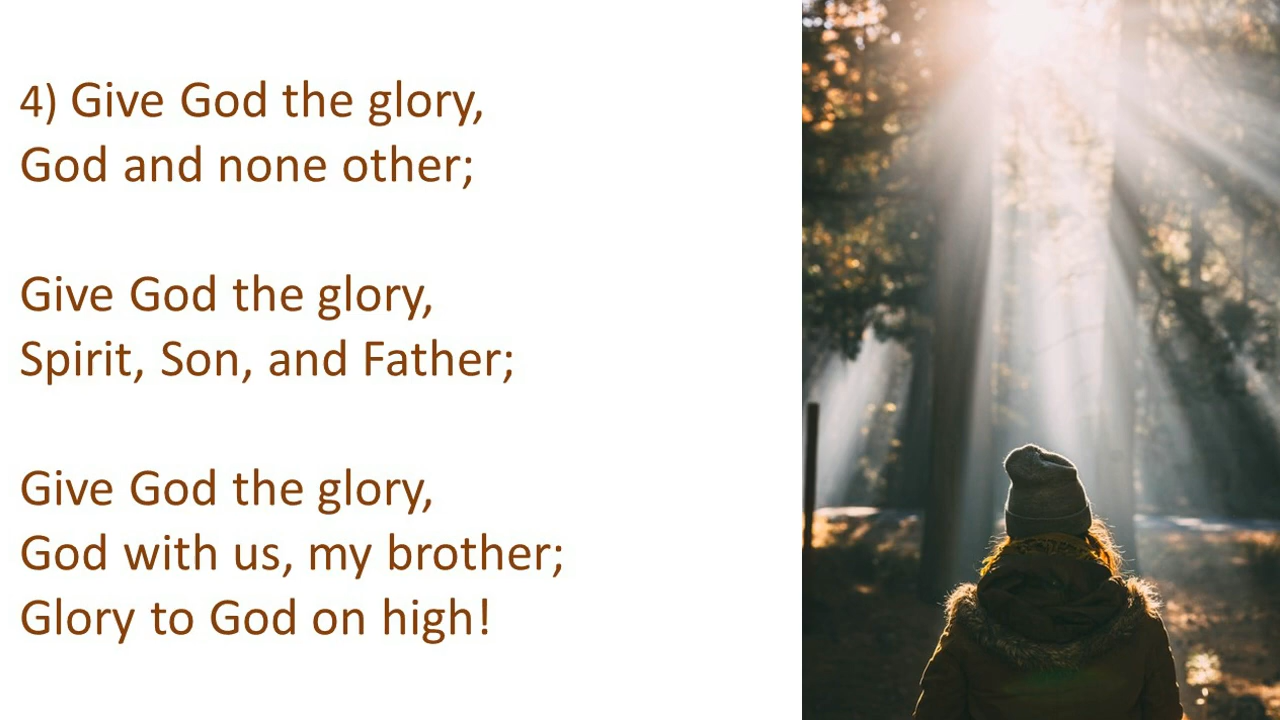 4) Give God the glory,
God and none other;
Give God the glory,
Spirit, Son, and Father;
Give God the glory,
God with us, my brother;
Glory to God on high!